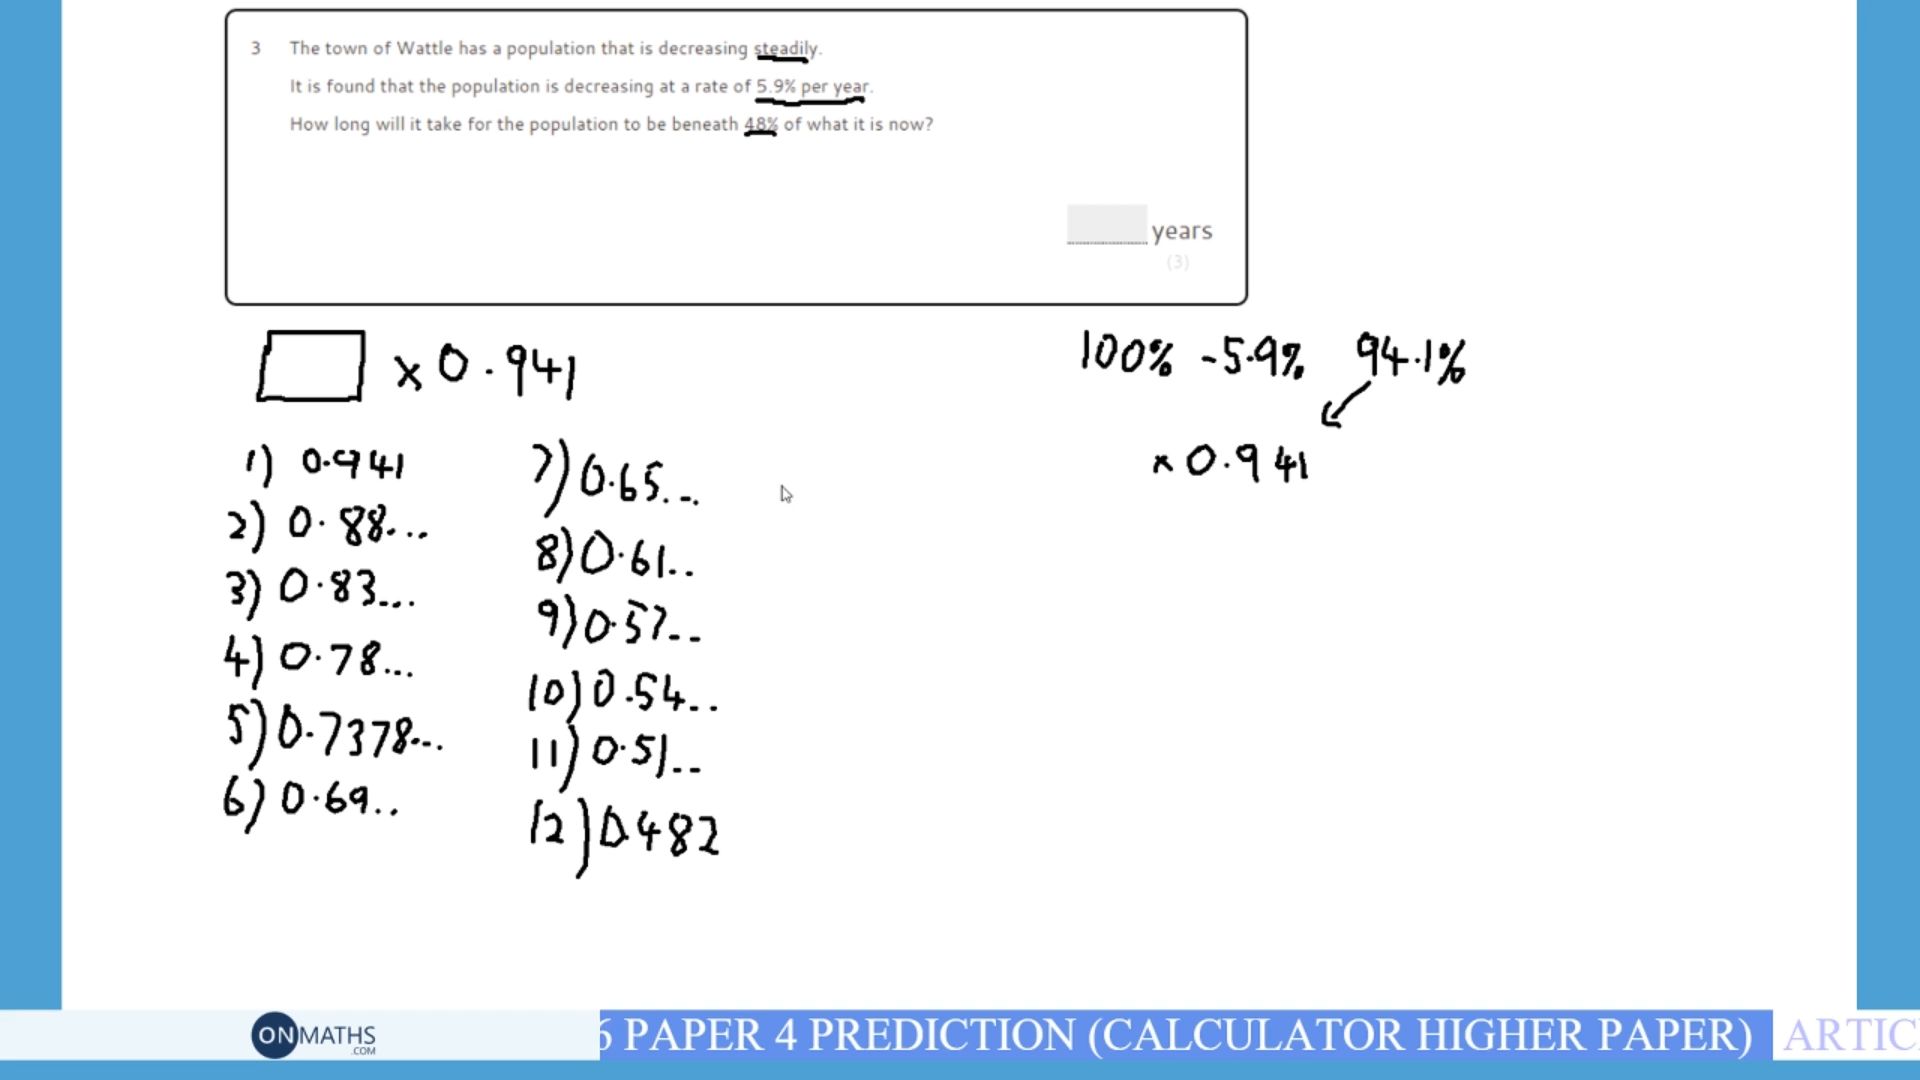 3 The town of Wattle has a population that is decreasing steadily.
It is found that the population is decreasing at a rate of 5.9% per year.
How long will it take for the population to be beneath 48% of what it is now?
years
(3)
× 0.941
100% -5.9% 94.1%
× 0.941
1) 0.941
2) 0.88...
3) 0.83...
4) 0.78...
5) 0.7378...
6) 0.69..
7) 0.65...
8) 0.61..
9) 0.57..
10) 0.54..
11) 0.51..
12) 0.482
ONMATHS
.COM
6 PAPER 4 PREDICTION (CALCULATOR HIGHER PAPER)
ARTIC